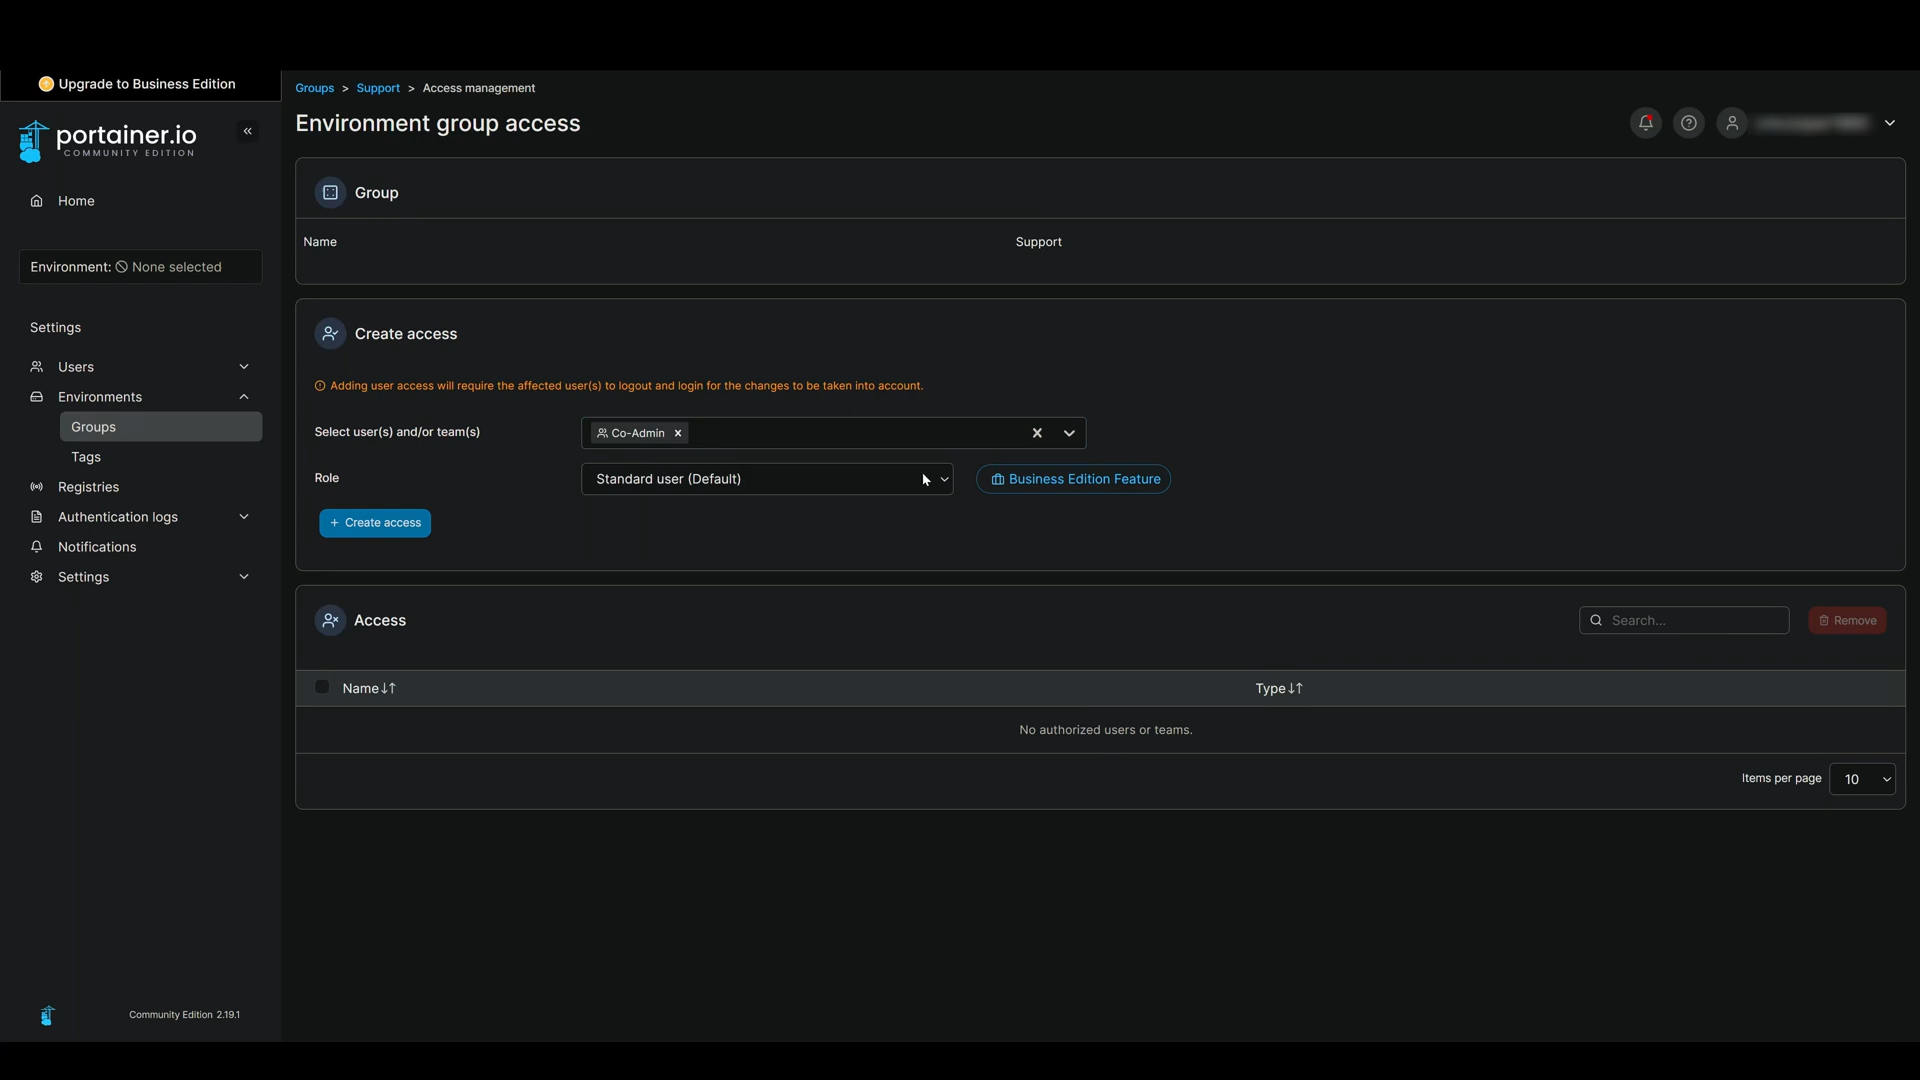 Upgrade to Business Edition
portainer.io
COMMUNITY EDITION
Home
Environment: None selected
Settings
Users
Environments
Groups
Tags
Registries
Authentication logs
Notifications
Settings
Community Edition 2.19.1
Groups > Support > Access management
Environment group access
Group
Name Support
Create access
Adding user access will require the affected user(s) to logout and login for the changes to be taken into account.
Select user(s) and/or team(s) Co-Admin
Role Standard user (Default) Business Edition Feature
+ Create access
Access Search... Remove
Name↓↑ Type↓↑
No authorized users or teams.
Items per page 10